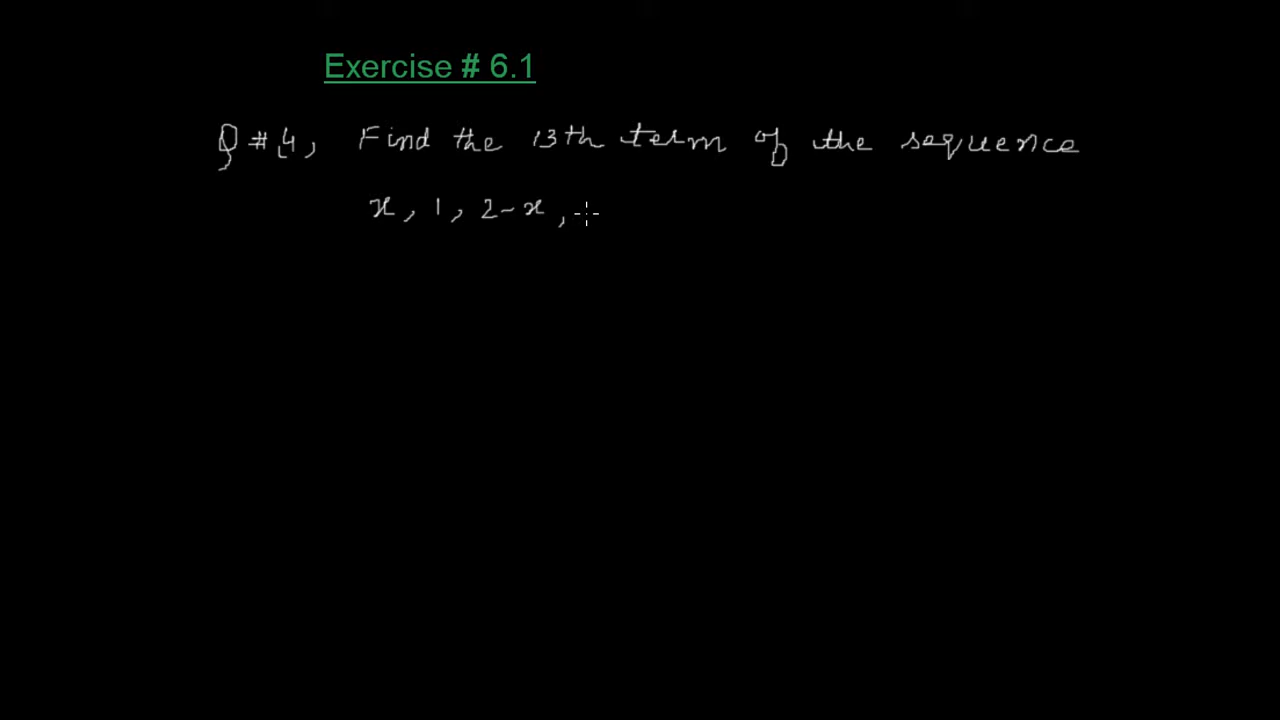 Exercise # 6.1
Q #4, Find the 13th term of the sequence
x, 1, 2-x,